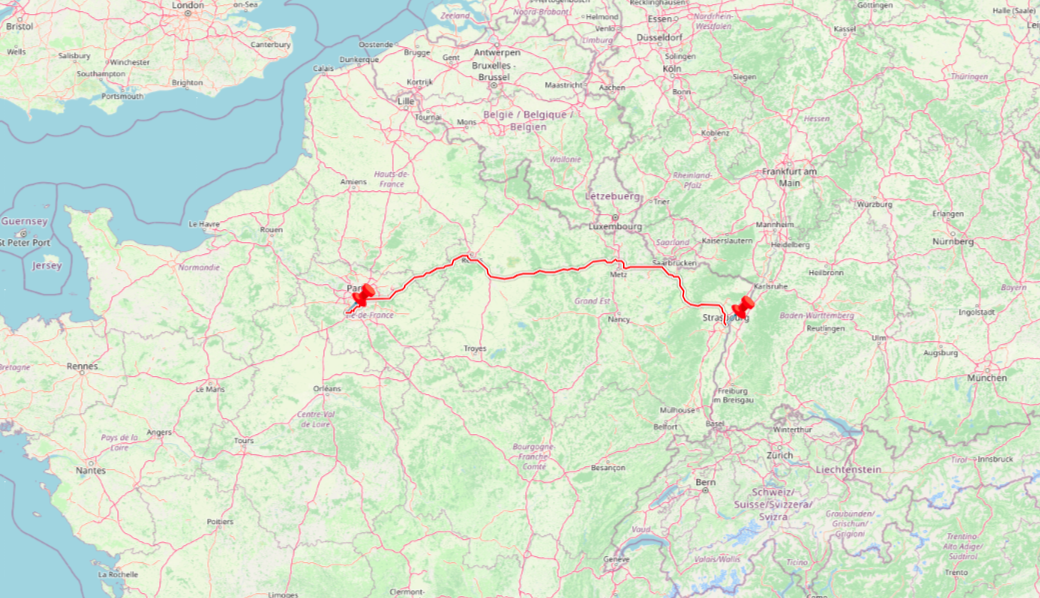 London
on-Sea
Bristol
Wells
Salisbury
Winchester
Southampton
Canterbury
Brighton
Portsmouth
Zeeland
Oostende
Brugge
Gent
Antwerpen
Dunkerque
Calais
Bruxelles -
Brussel
Kortrijk
Lille
Tournai
Mons
België / Belgique /
Belgien
Noord-Brabant
Helmond
Venlo
Limburg
Maastricht
Aachen
Recklinghausen
Essen
Düsseldorf
Solingen
Köln
Bonn
Nordrhein-
Westfalen
Siegen
Kassel
Göttingen
Halle (Saale)
Thüringen
Hessen
Koblenz
Wallonie
Rheinland-
Pfalz
Frankfurt am
Main
Amiens
Hauts-de-
France
Lëtzebuerg
Luxembourg
Trier
Würzburg
Erlangen
Nürnberg
Guernsey
St Peter Port
Jersey
Le Havre
Rouen
Normandie
Saarland
Saarbrücken
Kaiserslautern
Mannheim
Heidelberg
Heilbronn
Metz
Karlsruhe
Bayern
Île-de-France
Grand Est
Nancy
Baden-Württemberg
Reutlingen
Ingolstadt
Ulm
Augsburg
München
Troyes
Rennes
Le Mans
Orléans
Freiburg
im Breisgau
Mulhouse
Belfort
Basel
Winterthur
Zürich
Centre-Val
de Loire
Pays de la
Loire
Angers
Tours
Nantes
Bourgogne-
Franche-
Comté
Besançon
Bern
Liechtenstein
Tirol
Innsbruck
Schweiz/
Suisse/Svizzera/
Svizra
Graubünden/
Grischun/
Grigioni
Poitiers
Vaud
Genève
Valais/Wallis
Ticino
Trentino-
Alto Adige/
Südtirol
Trento
La Rochelle
Limoges
Clermont-